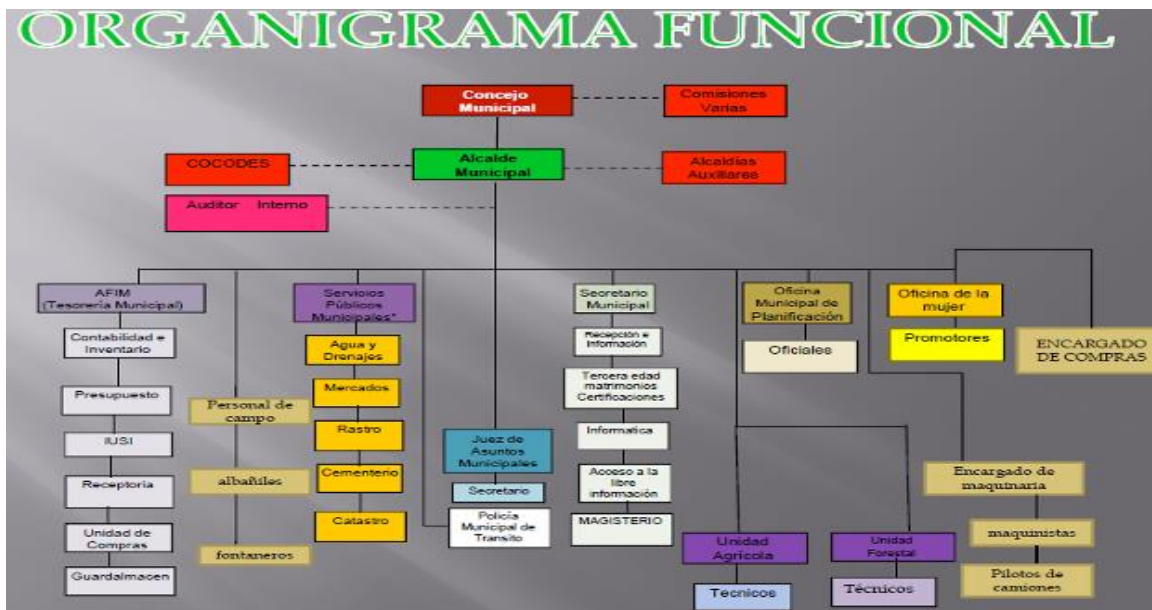 ORGANIGRAMA FUNCIONAL
Concejo
Municipal
Comisiones
Varias
COCODES
Alcalde
Municipal
Alcaldías
Auxiliares
Auditor Interno
AFIM
(Tesorería Municipal)
Contabilidad e
Inventario
Presupuesto
IUSI
Receptoria
Unidad de
Compras
Guardalmacen
Personal de
campo
albañiles
fontaneros
Servicios
Públicos
Municipales"
Agua y
Drenajes
Mercados
Rastro
Cementerio
Catastro
Juez de
Asuntos
Municipales
Secretario
Policía
Municipal de
Transito
Secretario
Municipal
Recepción e
Información
Tercera edad
matrimonios
Certificaciones
Informatica
Acceso a la
libre
información
MAGISTERIO
Oficina
Municipal de
Planificación
Oficiales
Unidad
Agrícola
Tecnicos
Unidad
Forestal
Técnicos
Oficina de la
mujer
Promotores
ENCARGADO
DE COMPRAS
Encargado de
maquinaria
maquinistas
Pilotos de
camiones